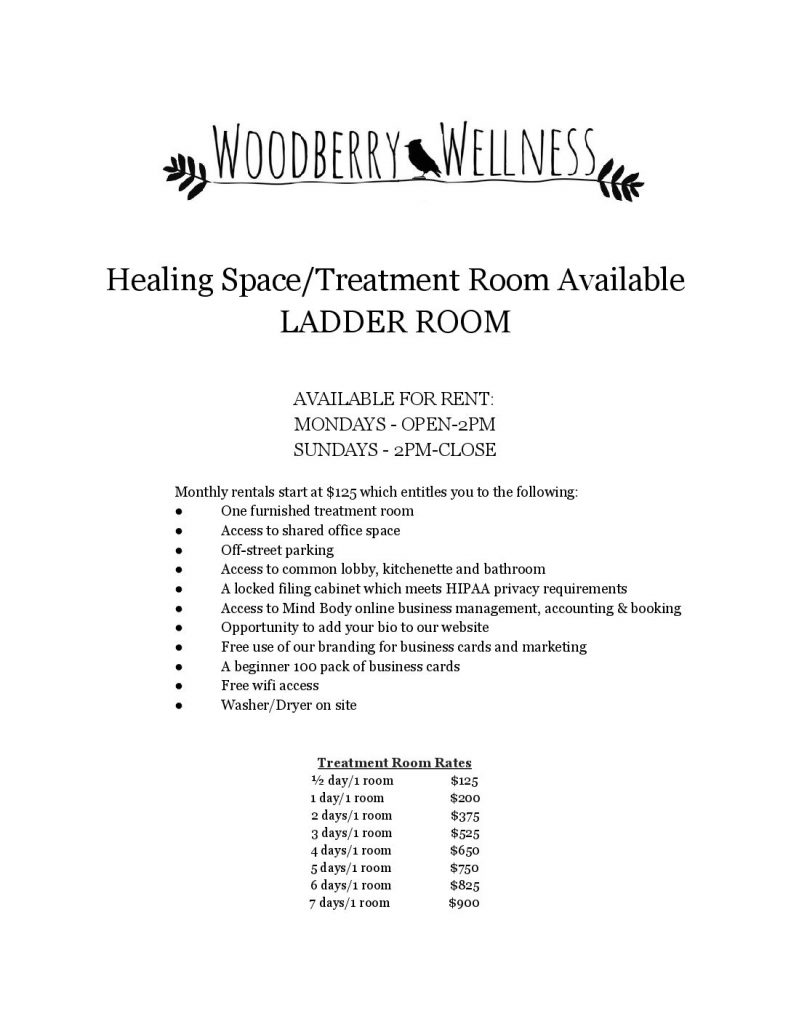 WOODBERRY WELLNESS
Healing Space/Treatment Room Available
LADDER ROOM
AVAILABLE FOR RENT:
MONDAYS - OPEN-2PM
SUNDAYS - 2PM-CLOSE
Monthly rentals start at $125 which entitles you to the following:
● One furnished treatment room
● Access to shared office space
● Off-street parking
● Access to common lobby, kitchenette and bathroom
● A locked filing cabinet which meets HIPAA privacy requirements
● Access to Mind Body online business management, accounting & booking
● Opportunity to add your bio to our website
● Free use of our branding for business cards and marketing
● A beginner 100 pack of business cards
● Free wifi access
● Washer/Dryer on site
Treatment Room Rates
½ day/1 room $125
1 day/1 room $200
2 days/1 room $375
3 days/1 room $525
4 days/1 room $650
5 days/1 room $750
6 days/1 room $825
7 days/1 room $900